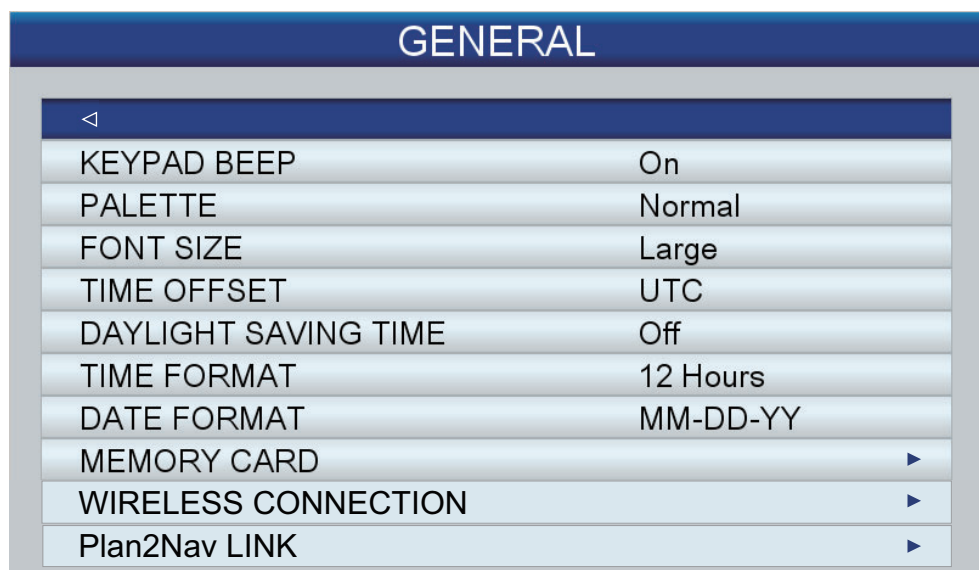 GENERAL
KEYPAD BEEP On
PALETTE Normal
FONT SIZE Large
TIME OFFSET UTC
DAYLIGHT SAVING TIME Off
TIME FORMAT 12 Hours
DATE FORMAT MM-DD-YY
MEMORY CARD
WIRELESS CONNECTION
Plan2Nav LINK